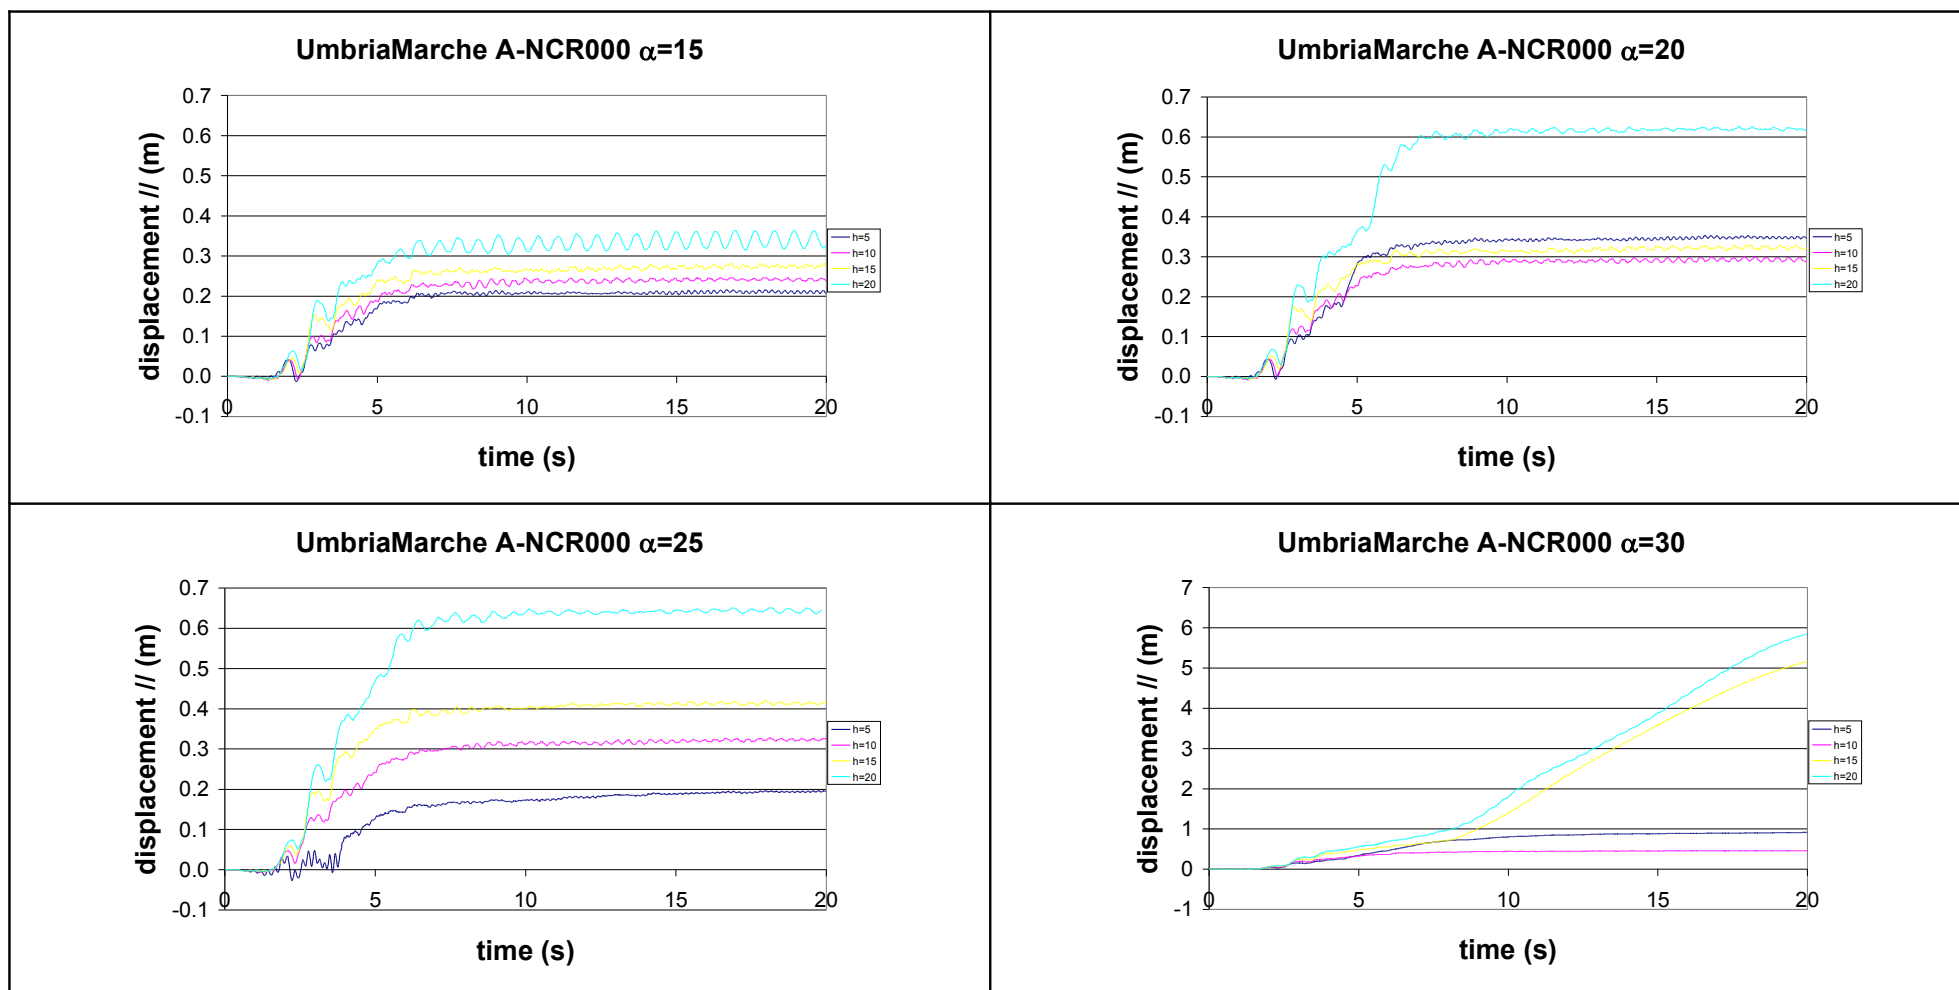 UmbriaMarche A-NCR000 α=15
displacement // (m)
0.7
0.6
0.5
0.4
0.3
0.2
0.1
0.0
-0.1
0 5 10 15 20
time (s)
h=5
h=10
h=15
h=20
UmbriaMarche A-NCR000 α=20
displacement // (m)
0.7
0.6
0.5
0.4
0.3
0.2
0.1
0.0
-0.1
0 5 10 15 20
time (s)
h=5
h=10
h=15
h=20
UmbriaMarche A-NCR000 α=25
displacement // (m)
0.7
0.6
0.5
0.4
0.3
0.2
0.1
0.0
-0.1
0 5 10 15 20
time (s)
h=5
h=10
h=15
h=20
UmbriaMarche A-NCR000 α=30
displacement // (m)
7
6
5
4
3
2
1
0
-1
0 5 10 15 20
time (s)
h=5
h=10
h=15
h=20